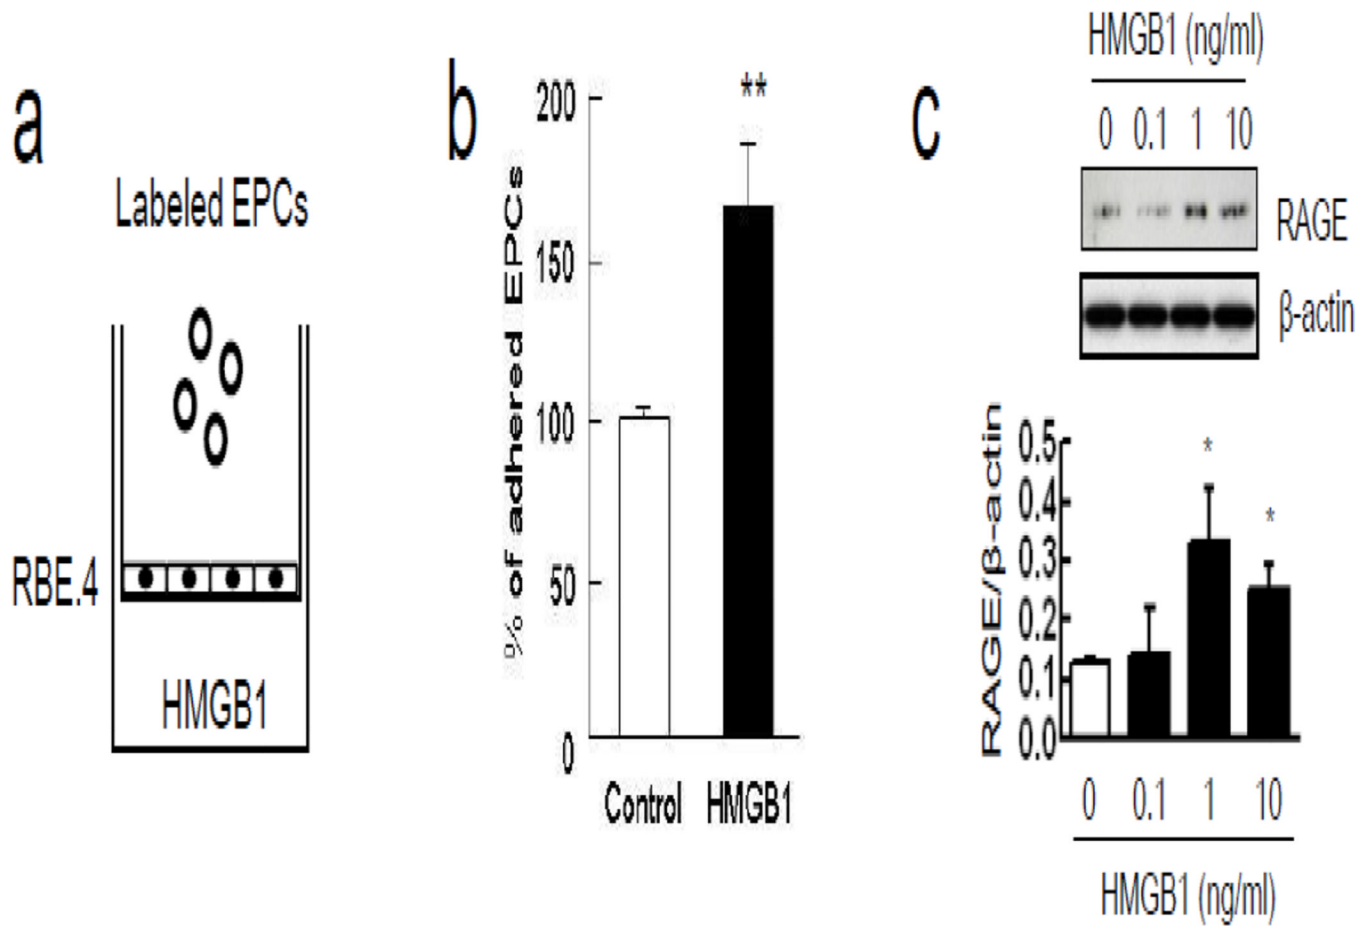 a
Labeled EPCs
RBE.4
HMGB1
b
% of adhered EPCs
200
150
100
50
0
**
Control HMGB1
c
HMGB1 (ng/ml)
0 0.1 1 10
RAGE
β-actin
RAGE/β-actin
0.5
0.4
0.3
0.2
0.1
0.0
*
*
0 0.1 1 10
HMGB1 (ng/ml)